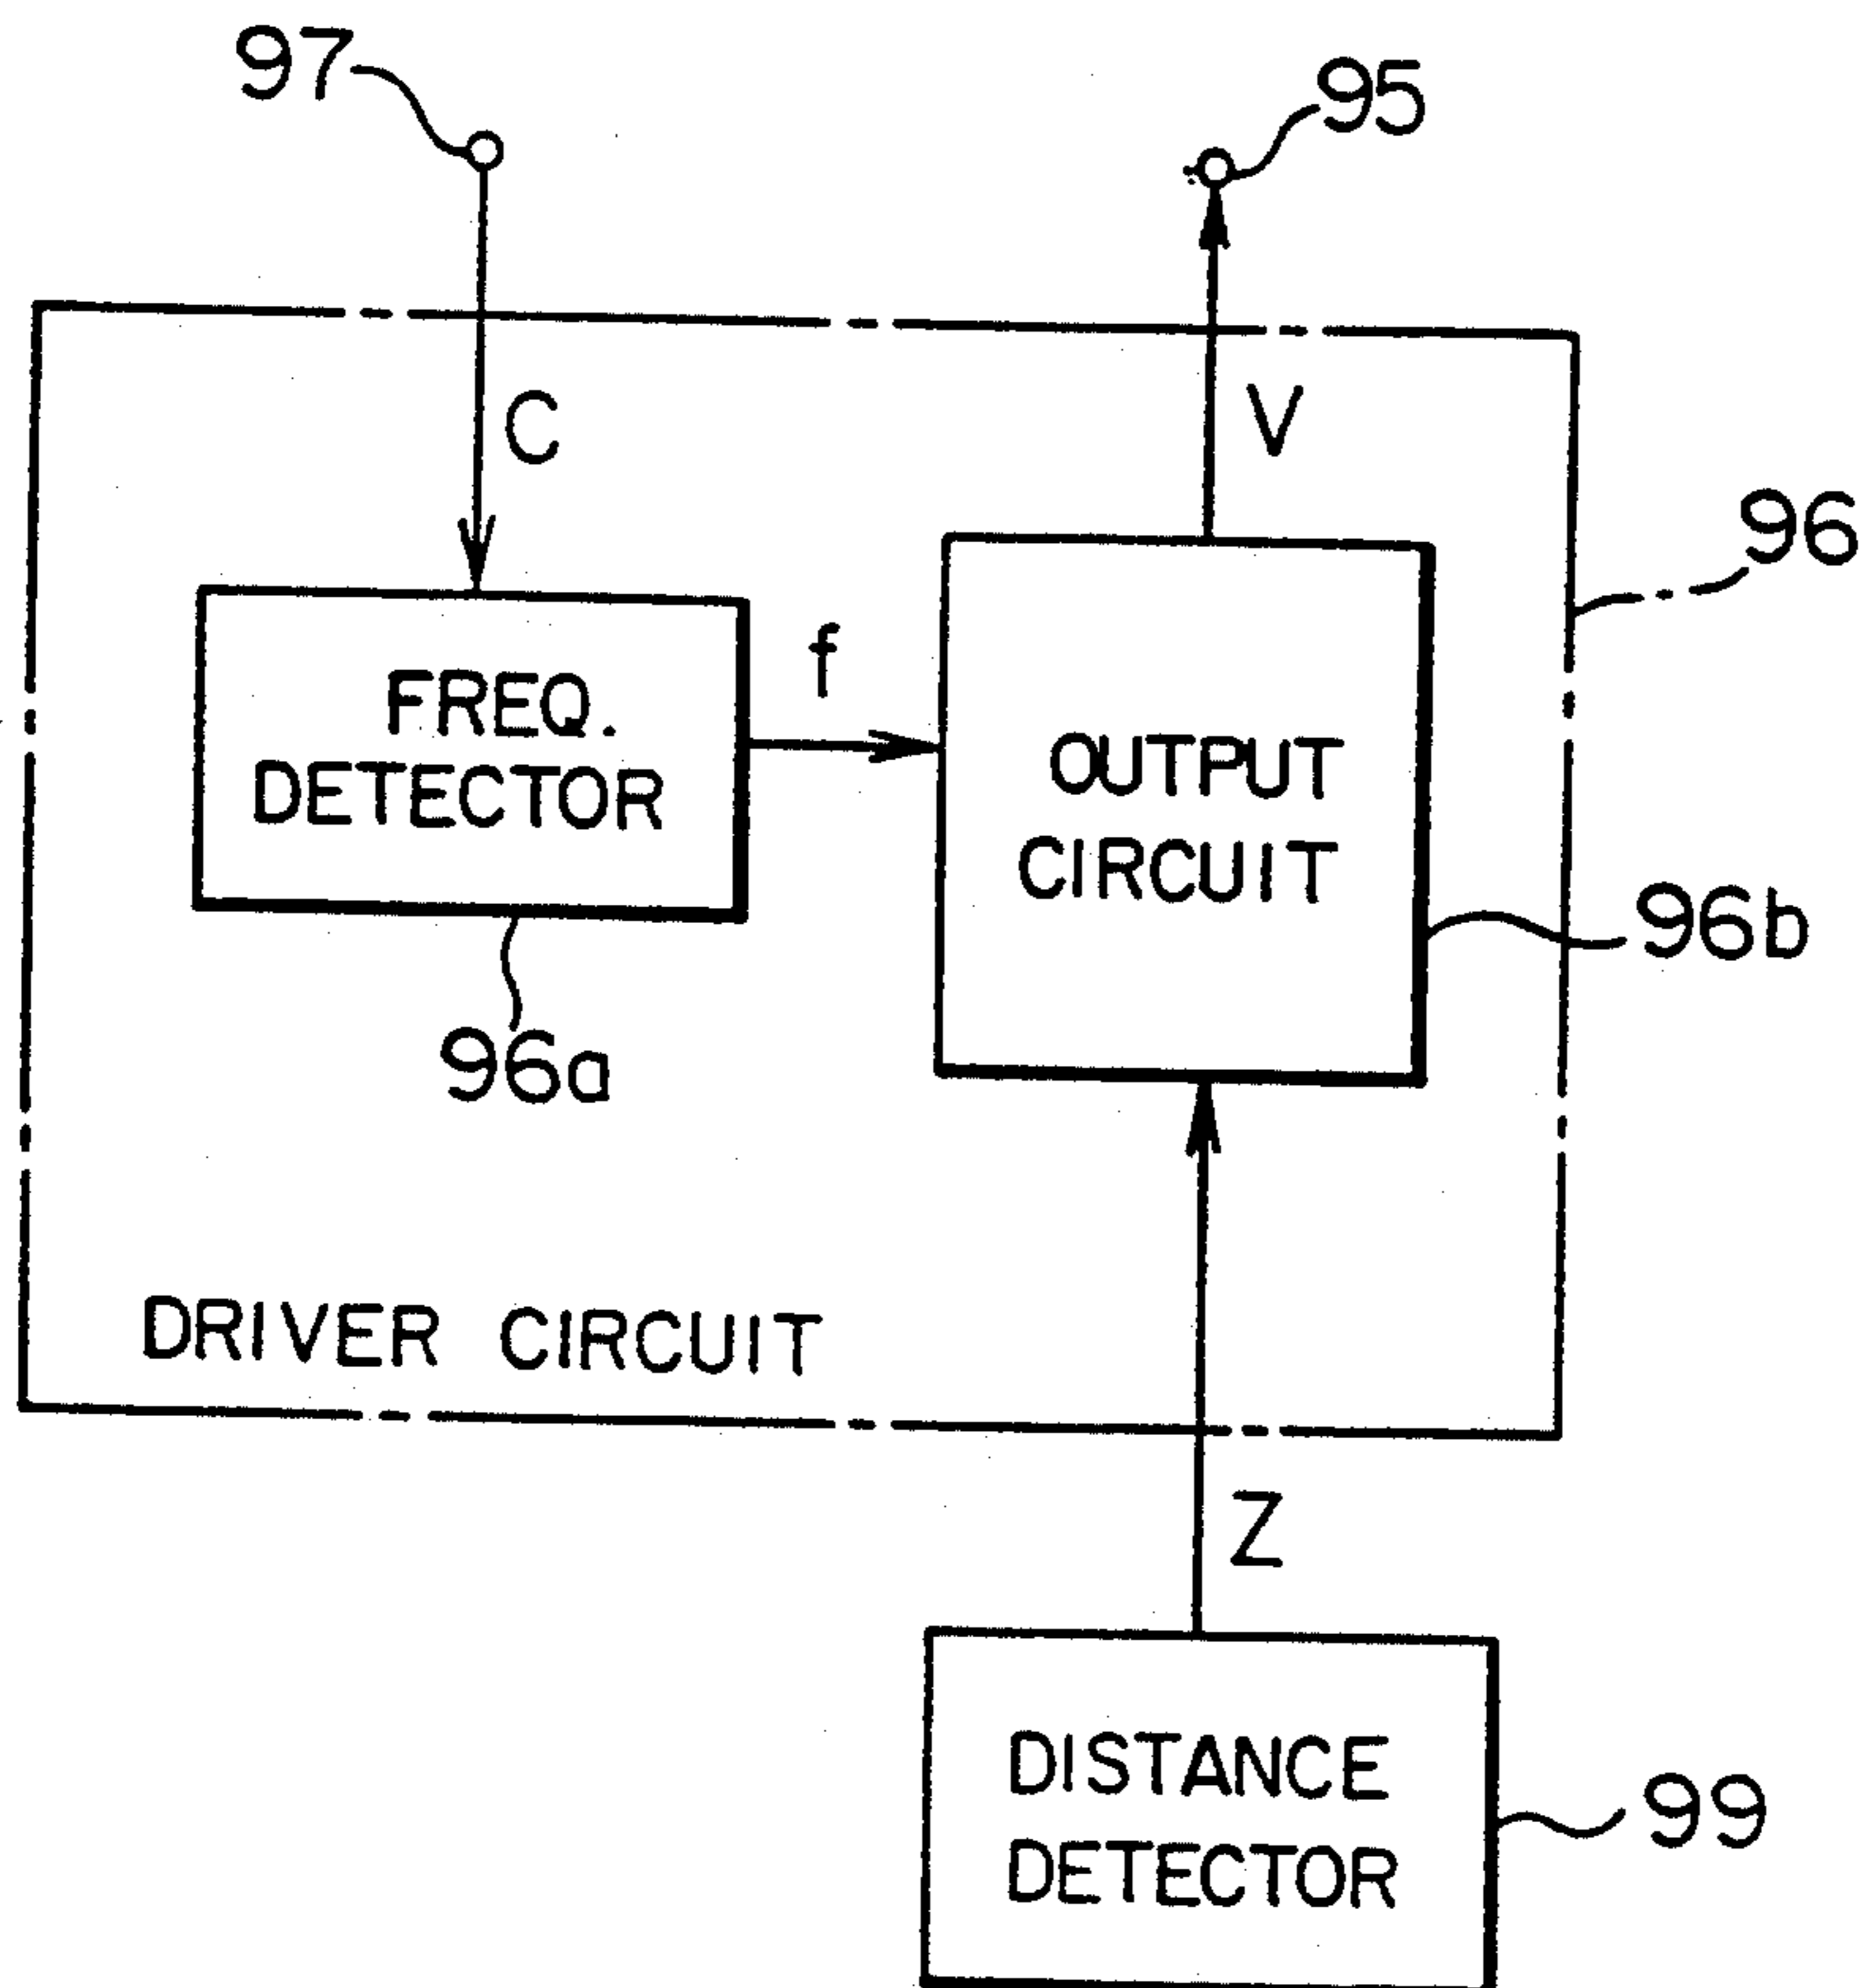 97
95
C
V
96
f
FREQ.
DETECTOR
OUTPUT
CIRCUIT
96b
96a
DRIVER CIRCUIT
Z
DISTANCE
DETECTOR
99